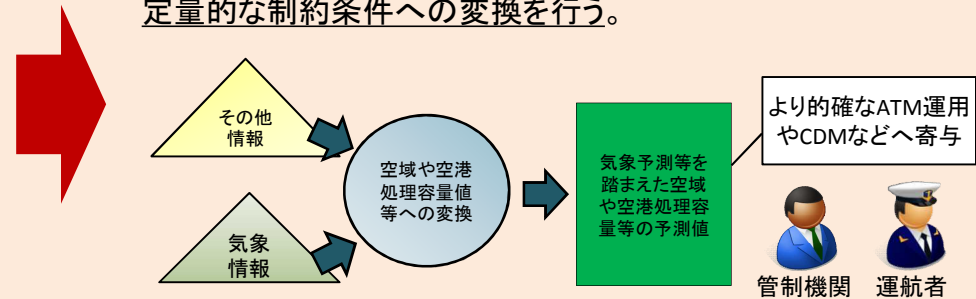 定量的な制約条件への変換を行う。
その他
情報
気象
情報
空域や空港
処理容量値
等への変換
気象予測等を
踏まえた空域
や空港処理容
量等の予測値
より的確なATM運用
やCDMなどへ寄与
管制機関
運航者